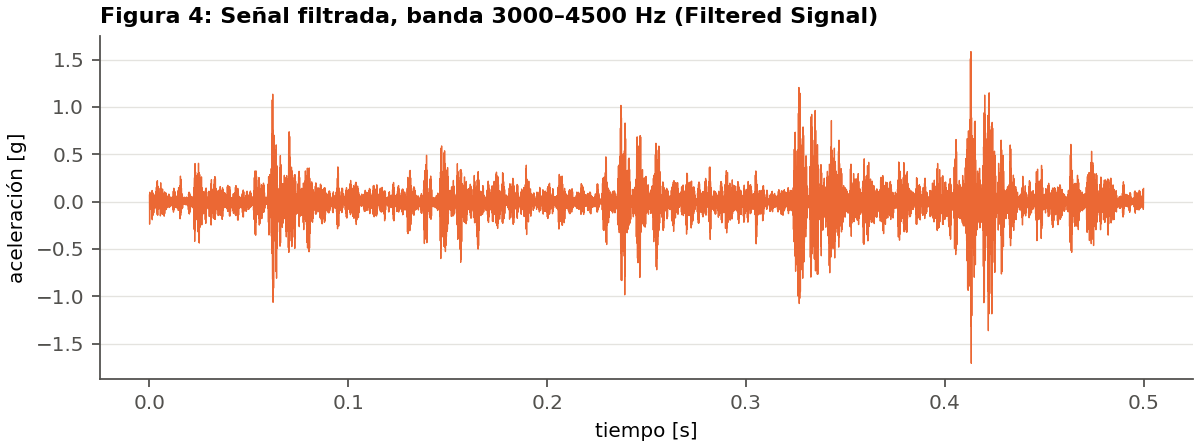 Figura 4: Señal filtrada, banda 3000–4500 Hz (Filtered Signal)
1.5
1.0
0.5
0.0
−0.5
−1.0
−1.5
aceleración [g]
0.0 0.1 0.2 0.3 0.4 0.5
tiempo [s]